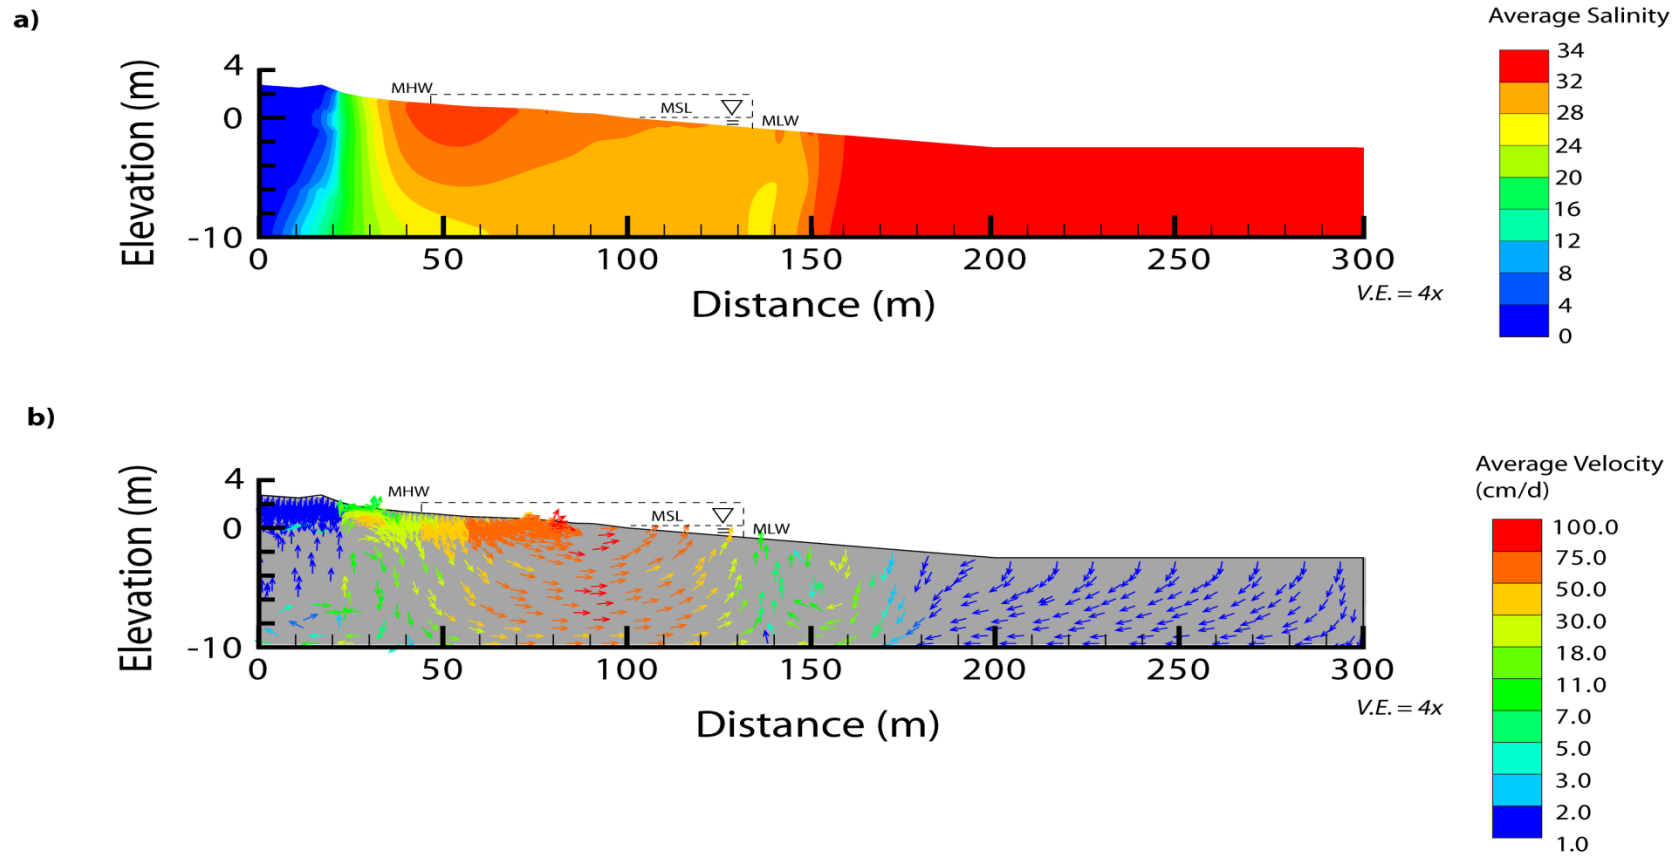 a)
Average Salinity
34
32
28
24
20
16
12
8
4
0
Elevation (m)
4
0
-10
MHW
MSL
MLW
0 50 100 150 200 250 300
Distance (m)
V.E. = 4x
b)
Average Velocity
(cm/d)
100.0
75.0
50.0
30.0
18.0
11.0
7.0
5.0
3.0
2.0
1.0
Elevation (m)
4
0
-10
MHW
MSL
MLW
0 50 100 150 200 250 300
Distance (m)
V.E. = 4x